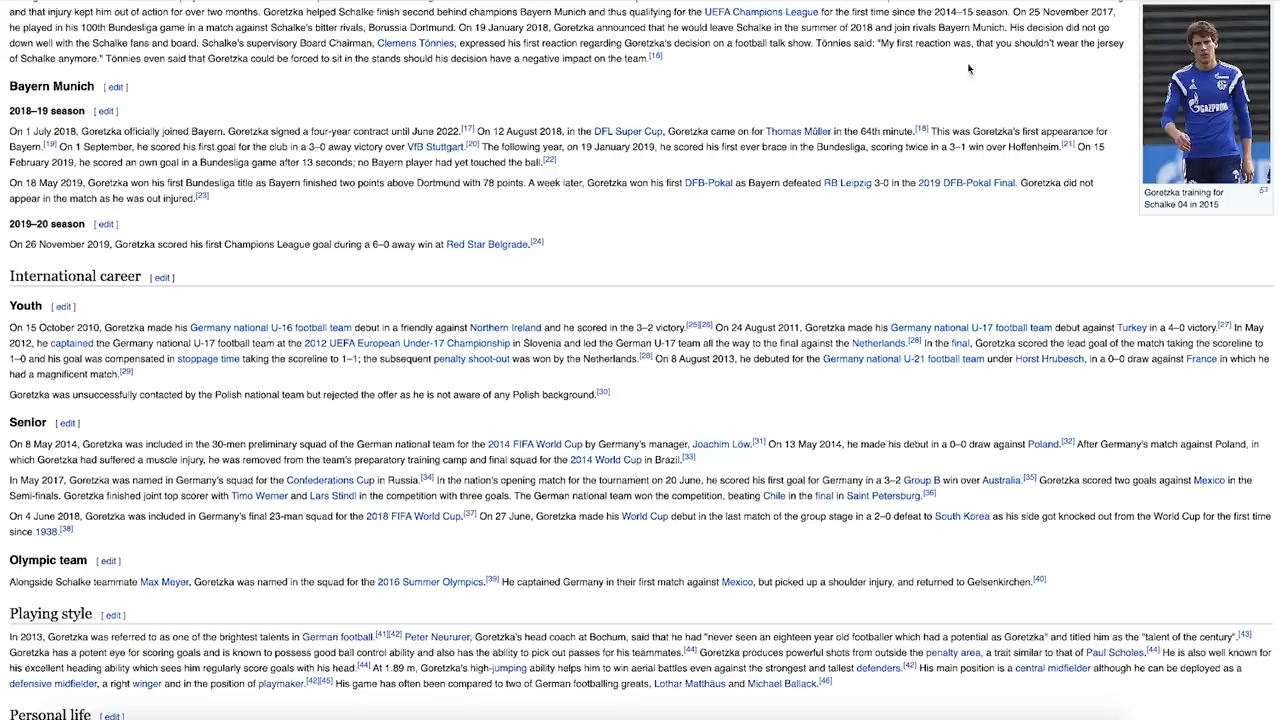 and that injury kept him out of action for over two months. Goretzka helped Schalke finish second behind champions Bayern Munich and thus qualifying for the UEFA Champions League for the first time since the 2014–15 season. On 25 November 2017,
he played in his 100th Bundesliga game in a match against Schalke's bitter rivals, Borussia Dortmund. On 19 January 2018, Goretzka announced that he would leave Schalke in the summer of 2018 and join rivals Bayern Munich. His decision did not go
down well with the Schalke fans and board. Schalke's supervisory Board Chairman, Clemens Tönnies, expressed his first reaction regarding Goretzka's decision on a football talk show. Tönnies said: "My first reaction was, that you shouldn't wear the jersey
of Schalke anymore." Tönnies even said that Goretzka could be forced to sit in the stands should his decision have a negative impact on the team.[16]
GAZPROM
Goretzka training for
Schalke 04 in 2015
Bayern Munich [ edit ]
2018–19 season [ edit ]
On 1 July 2018, Goretzka officially joined Bayern. Goretzka signed a four-year contract until June 2022.[17] On 12 August 2018, in the DFL Super Cup, Goretzka came on for Thomas Müller in the 64th minute.[18] This was Goretzka's first appearance for
Bayern.[19] On 1 September, he scored his first goal for the club in a 3–0 away victory over VfB Stuttgart.[20] The following year, on 19 January 2019, he scored his first ever brace in the Bundesliga, scoring twice in a 3–1 win over Hoffenheim.[21] On 15
February 2019, he scored an own goal in a Bundesliga game after 13 seconds; no Bayern player had yet touched the ball.[22]
On 18 May 2019, Goretzka won his first Bundesliga title as Bayern finished two points above Dortmund with 78 points. A week later, Goretzka won his first DFB-Pokal as Bayern defeated RB Leipzig 3-0 in the 2019 DFB-Pokal Final. Goretzka did not
appear in the match as he was out injured.[23]
2019–20 season [ edit ]
On 26 November 2019, Goretzka scored his first Champions League goal during a 6–0 away win at Red Star Belgrade.[24]
International career [ edit ]
Youth [ edit ]
On 15 October 2010, Goretzka made his Germany national U-16 football team debut in a friendly against Northern Ireland and he scored in the 3–2 victory.[25][26] On 24 August 2011, Goretzka made his Germany national U-17 football team debut against Turkey in a 4–0 victory.[27] In May
2012, he captained the Germany national U-17 football team at the 2012 UEFA European Under-17 Championship in Slovenia and led the German U-17 team all the way to the final against the Netherlands.[28] In the final, Goretzka scored the lead goal of the match taking the scoreline to
1–0 and his goal was compensated in stoppage time taking the scoreline to 1–1; the subsequent penalty shoot-out was won by the Netherlands.[28] On 8 August 2013, he debuted for the Germany national U-21 football team under Horst Hrubesch, in a 0–0 draw against France in which he
had a magnificent match.[29]
Goretzka was unsuccessfully contacted by the Polish national team but rejected the offer as he is not aware of any Polish background.[30]
Senior [ edit ]
On 8 May 2014, Goretzka was included in the 30-men preliminary squad of the German national team for the 2014 FIFA World Cup by Germany's manager, Joachim Löw.[31] On 13 May 2014, he made his debut in a 0–0 draw against Poland.[32] After Germany's match against Poland, in
which Goretzka had suffered a muscle injury, he was removed from the team's preparatory training camp and final squad for the 2014 World Cup in Brazil.[33]
In May 2017, Goretzka was named in Germany's squad for the Confederations Cup in Russia.[34] In the nation's opening match for the tournament on 20 June, he scored his first goal for Germany in a 3–2 Group B win over Australia.[35] Goretzka scored two goals against Mexico in the
Semi-finals. Goretzka finished joint top scorer with Timo Werner and Lars Stindl in the competition with three goals. The German national team won the competition, beating Chile in the final in Saint Petersburg.[36]
On 4 June 2018, Goretzka was included in Germany's final 23-man squad for the 2018 FIFA World Cup.[37] On 27 June, Goretzka made his World Cup debut in the last match of the group stage in a 2–0 defeat to South Korea as his side got knocked out from the World Cup for the first time
since 1938.[38]
Olympic team [ edit ]
Alongside Schalke teammate Max Meyer, Goretzka was named in the squad for the 2016 Summer Olympics.[39] He captained Germany in their first match against Mexico, but picked up a shoulder injury, and returned to Gelsenkirchen.[40]
Playing style [ edit ]
In 2013, Goretzka was referred to as one of the brightest talents in German football.[41][42] Peter Neururer, Goretzka's head coach at Bochum, said that he had "never seen an eighteen year old footballer which had a potential as Goretzka" and titled him as the "talent of the century".[43]
Goretzka has a potent eye for scoring goals and is known to possess good ball control ability and also has the ability to pick out passes for his teammates.[44] Goretzka produces powerful shots from outside the penalty area, a trait similar to that of Paul Scholes.[44] He is also well known for
his excellent heading ability which sees him regularly score goals with his head.[44] At 1.89 m, Goretzka's high-jumping ability helps him to win aerial battles even against the strongest and tallest defenders.[42] His main position is a central midfielder although he can be deployed as a
defensive midfielder, a right winger and in the position of playmaker.[42][45] His game has often been compared to two of German footballing greats, Lothar Matthäus and Michael Ballack.[46]
Personal life [ edit ]